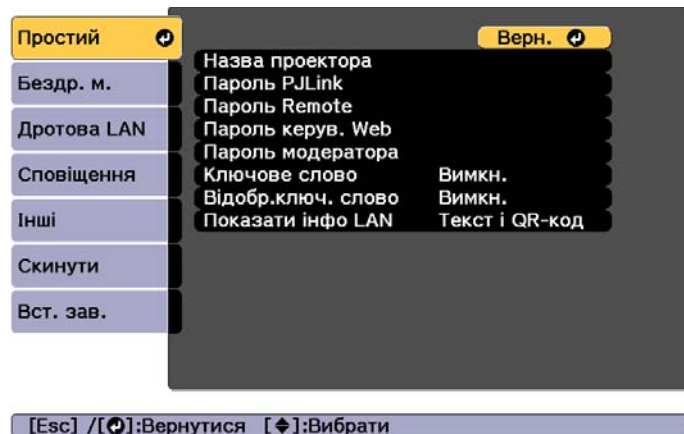 Простий
Верн.
Назва проектора
Пароль PJLink
Пароль Remote
Пароль керув. Web
Пароль модератора
Ключове слово Вимкн.
Відобр.ключ. слово Вимкн.
Показати інфо LAN Текст і QR-код
Бездр. м.
Дротова LAN
Сповіщення
Інші
Скинути
Вст. зав.
[Esc] /[]:Вернутися []:Вибрати